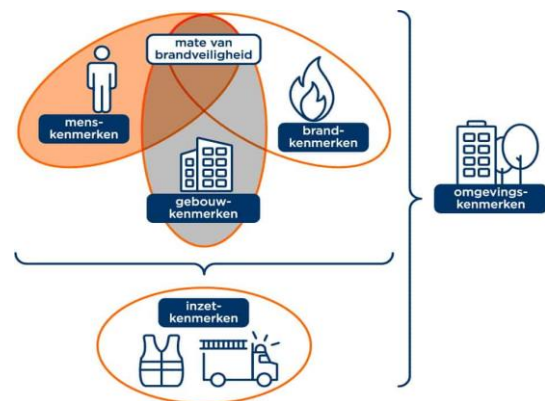 mate van
brandveiligheid
mens-
kenmerken
brand-
kenmerken
gebouw-
kenmerken
omgevings-
kenmerken
inzet-
kenmerken